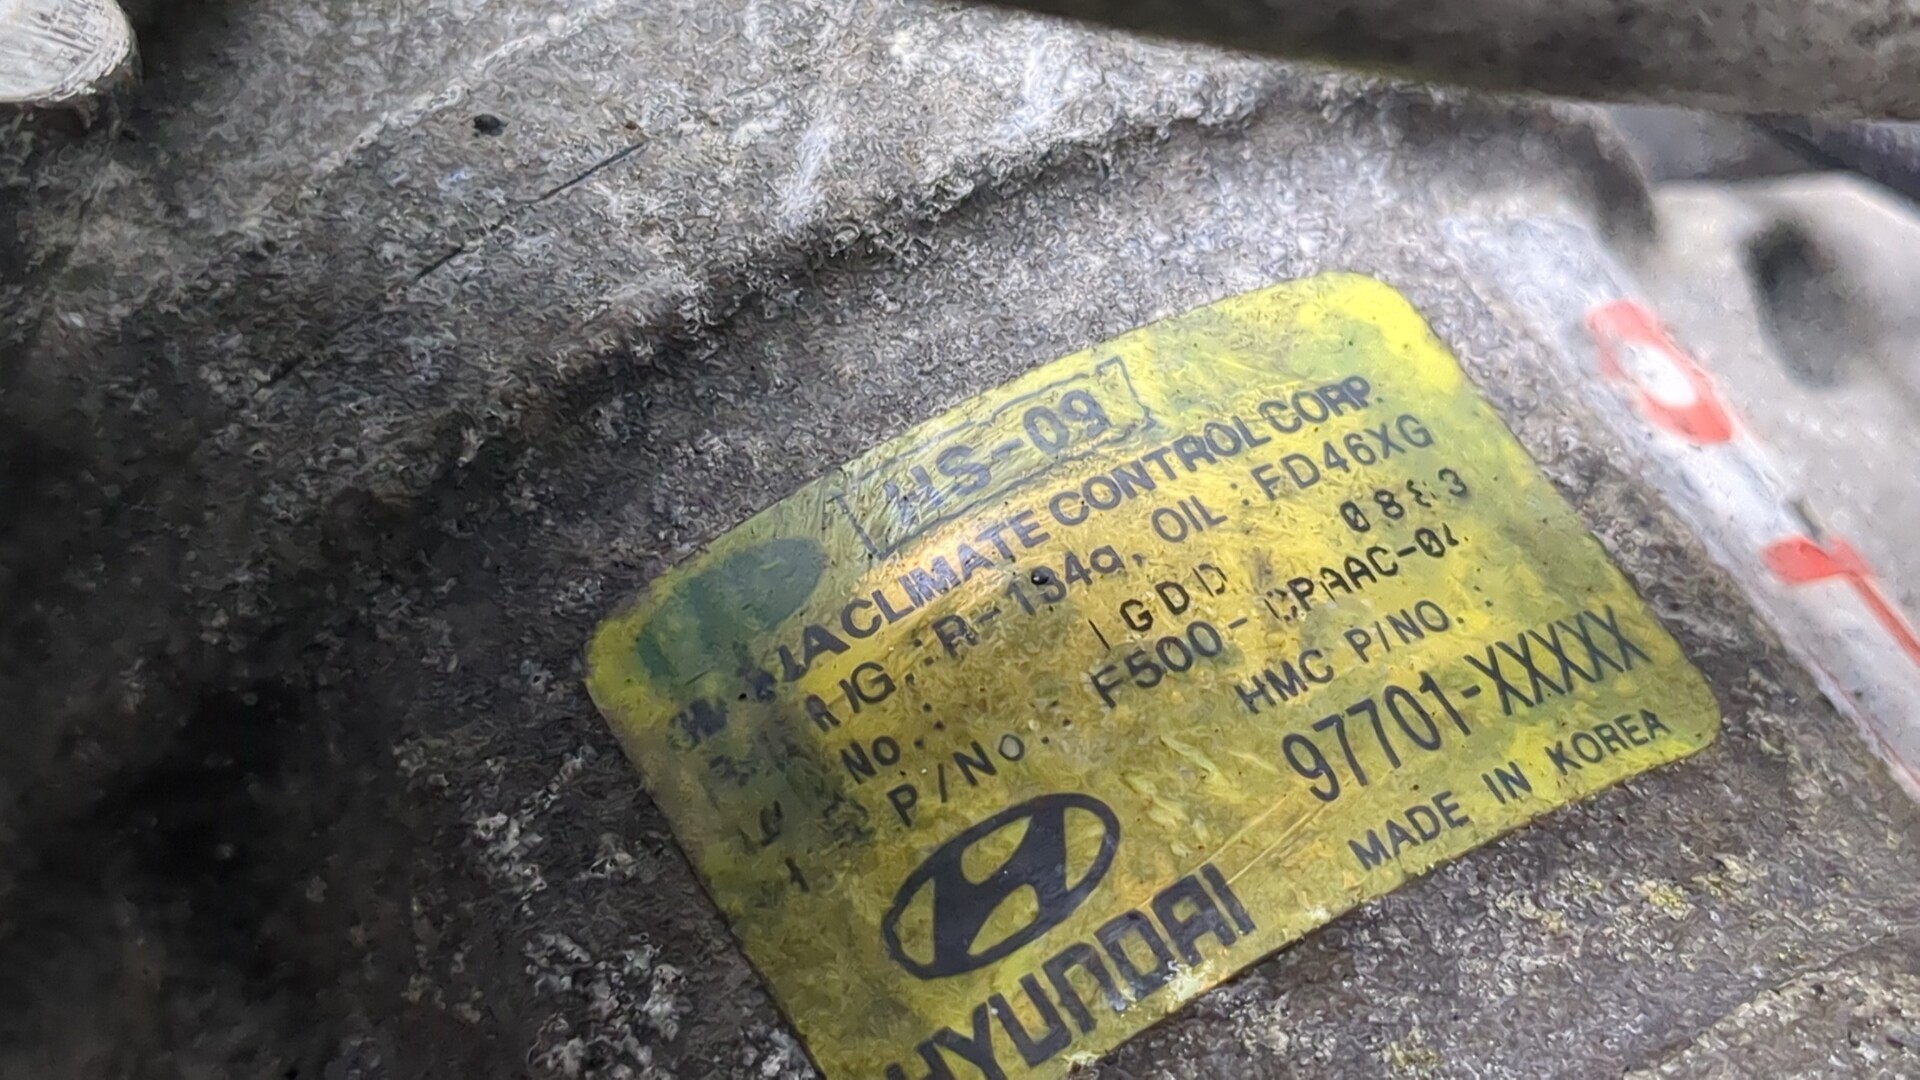 HS-09
CLIMATE CONTROL CORP.
R-134a, OIL : FD46XG
No. : IGDD
P/No. : F500-
HMC P/NO. :
97701-XXXXX
MADE IN KOREA
HYUNDAI